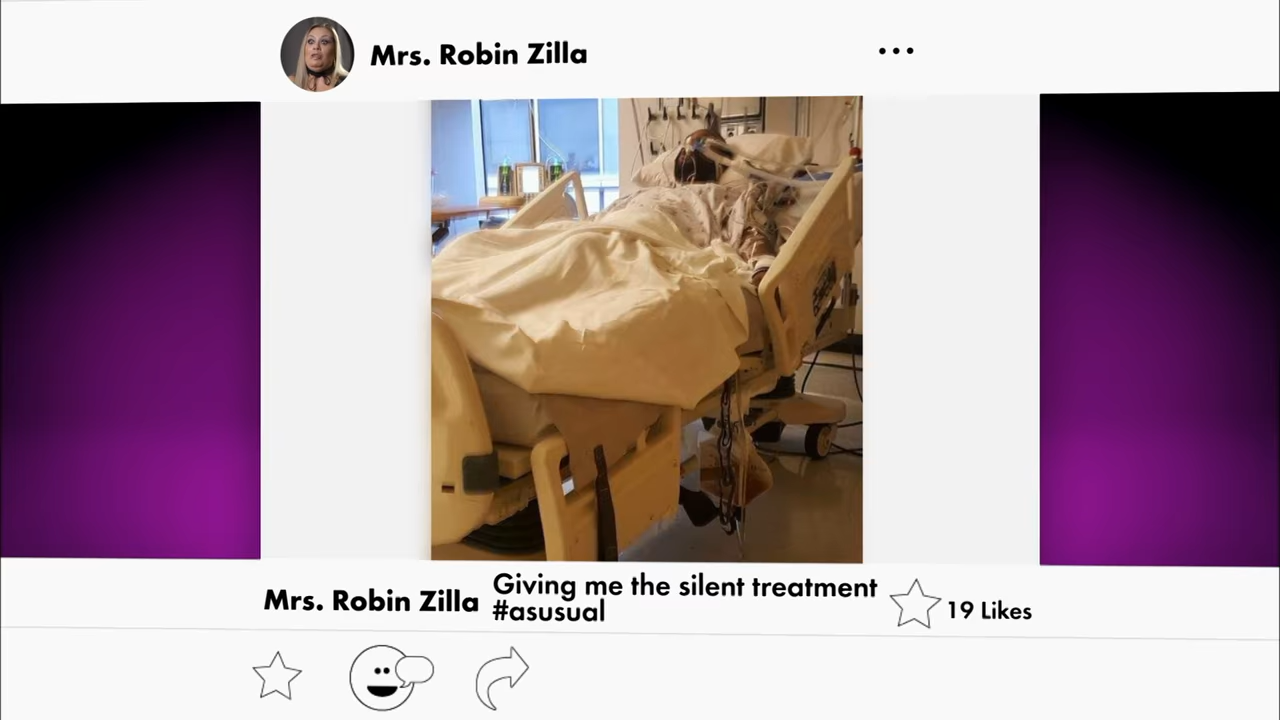 Mrs. Robin Zilla
Mrs. Robin Zilla
Giving me the silent treatment
#asusual
19 Likes